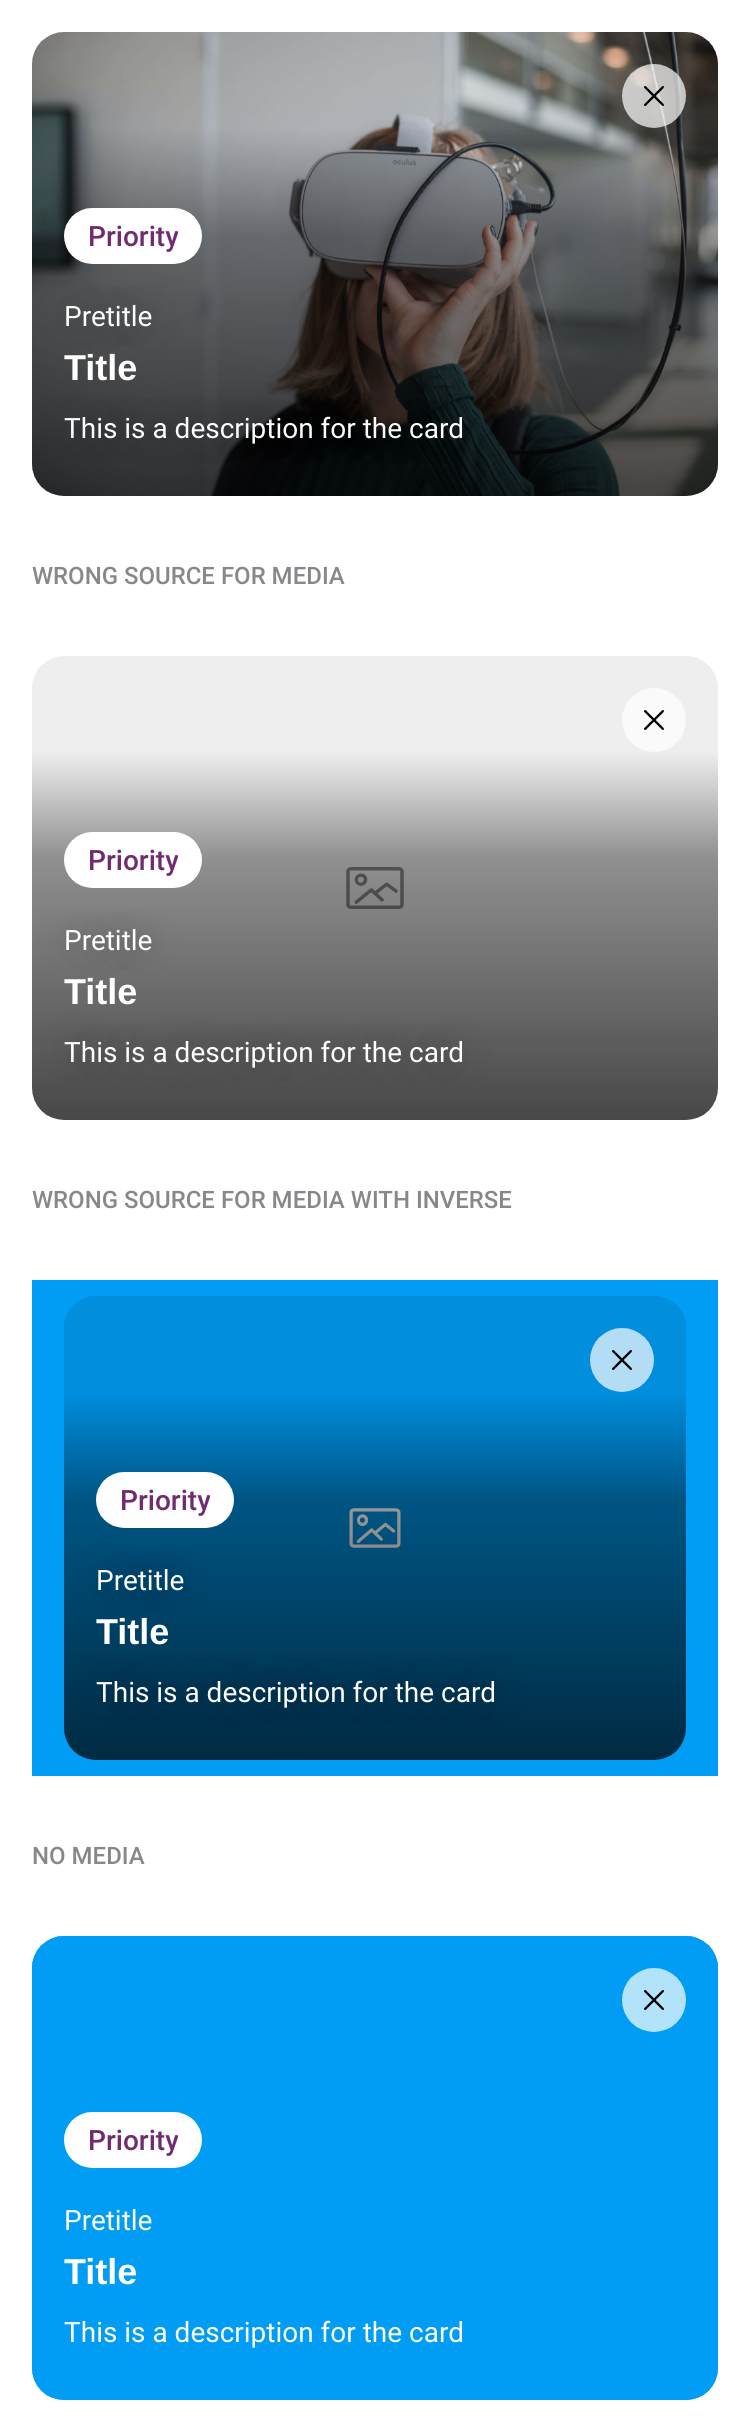 oculus
Priority
Pretitle
Title
This is a description for the card
WRONG SOURCE FOR MEDIA
Priority
Pretitle
Title
This is a description for the card
WRONG SOURCE FOR MEDIA WITH INVERSE
Priority
Pretitle
Title
This is a description for the card
NO MEDIA
Priority
Pretitle
Title
This is a description for the card